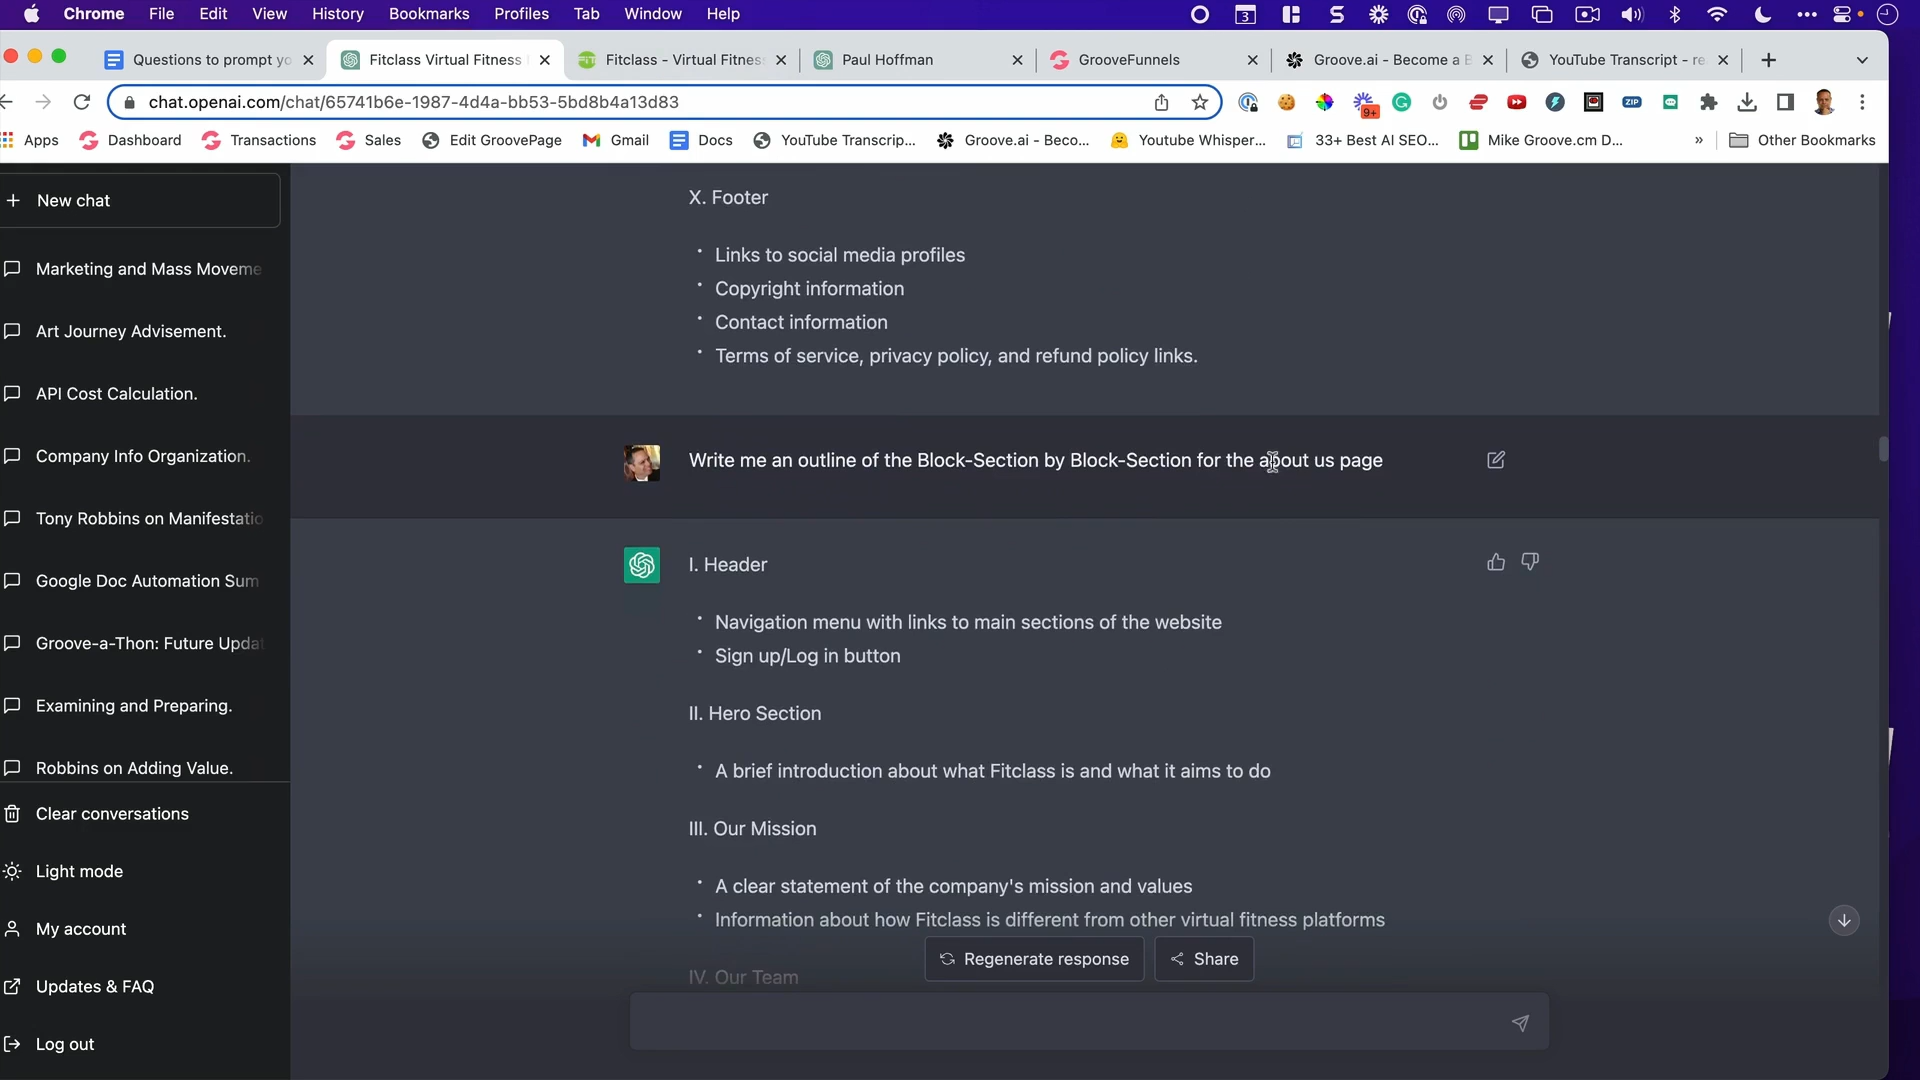 Chrome File Edit View History Bookmarks Profiles Tab Window Help
3
Questions to prompt yo
Fitclass Virtual Fitness
Fitclass - Virtual Fitness
Paul Hoffman
GrooveFunnels
Groove.ai - Become a B
YouTube Transcript - re
chat.openai.com/chat/65741b6e-1987-4d4a-bb53-5bd8b4a13d83
9+
ZIP
Apps Dashboard Transactions Sales Edit GroovePage Gmail Docs YouTube Transcrip... Groove.ai - Beco... Youtube Whisper... 33+ Best AI SEO... Mike Groove.cm D... » Other Bookmarks
New chat
Marketing and Mass Moveme
Art Journey Advisement.
API Cost Calculation.
Company Info Organization.
Tony Robbins on Manifestatio
Google Doc Automation Sum
Groove-a-Thon: Future Updat
Examining and Preparing.
Robbins on Adding Value.
Clear conversations
Light mode
My account
Updates & FAQ
Log out
X. Footer
• Links to social media profiles
• Copyright information
• Contact information
• Terms of service, privacy policy, and refund policy links.
Write me an outline of the Block-Section by Block-Section for the about us page
I. Header
• Navigation menu with links to main sections of the website
• Sign up/Log in button
II. Hero Section
• A brief introduction about what Fitclass is and what it aims to do
III. Our Mission
• A clear statement of the company's mission and values
• Information about how Fitclass is different from other virtual fitness platforms
IV. Our Team
Regenerate response
Share